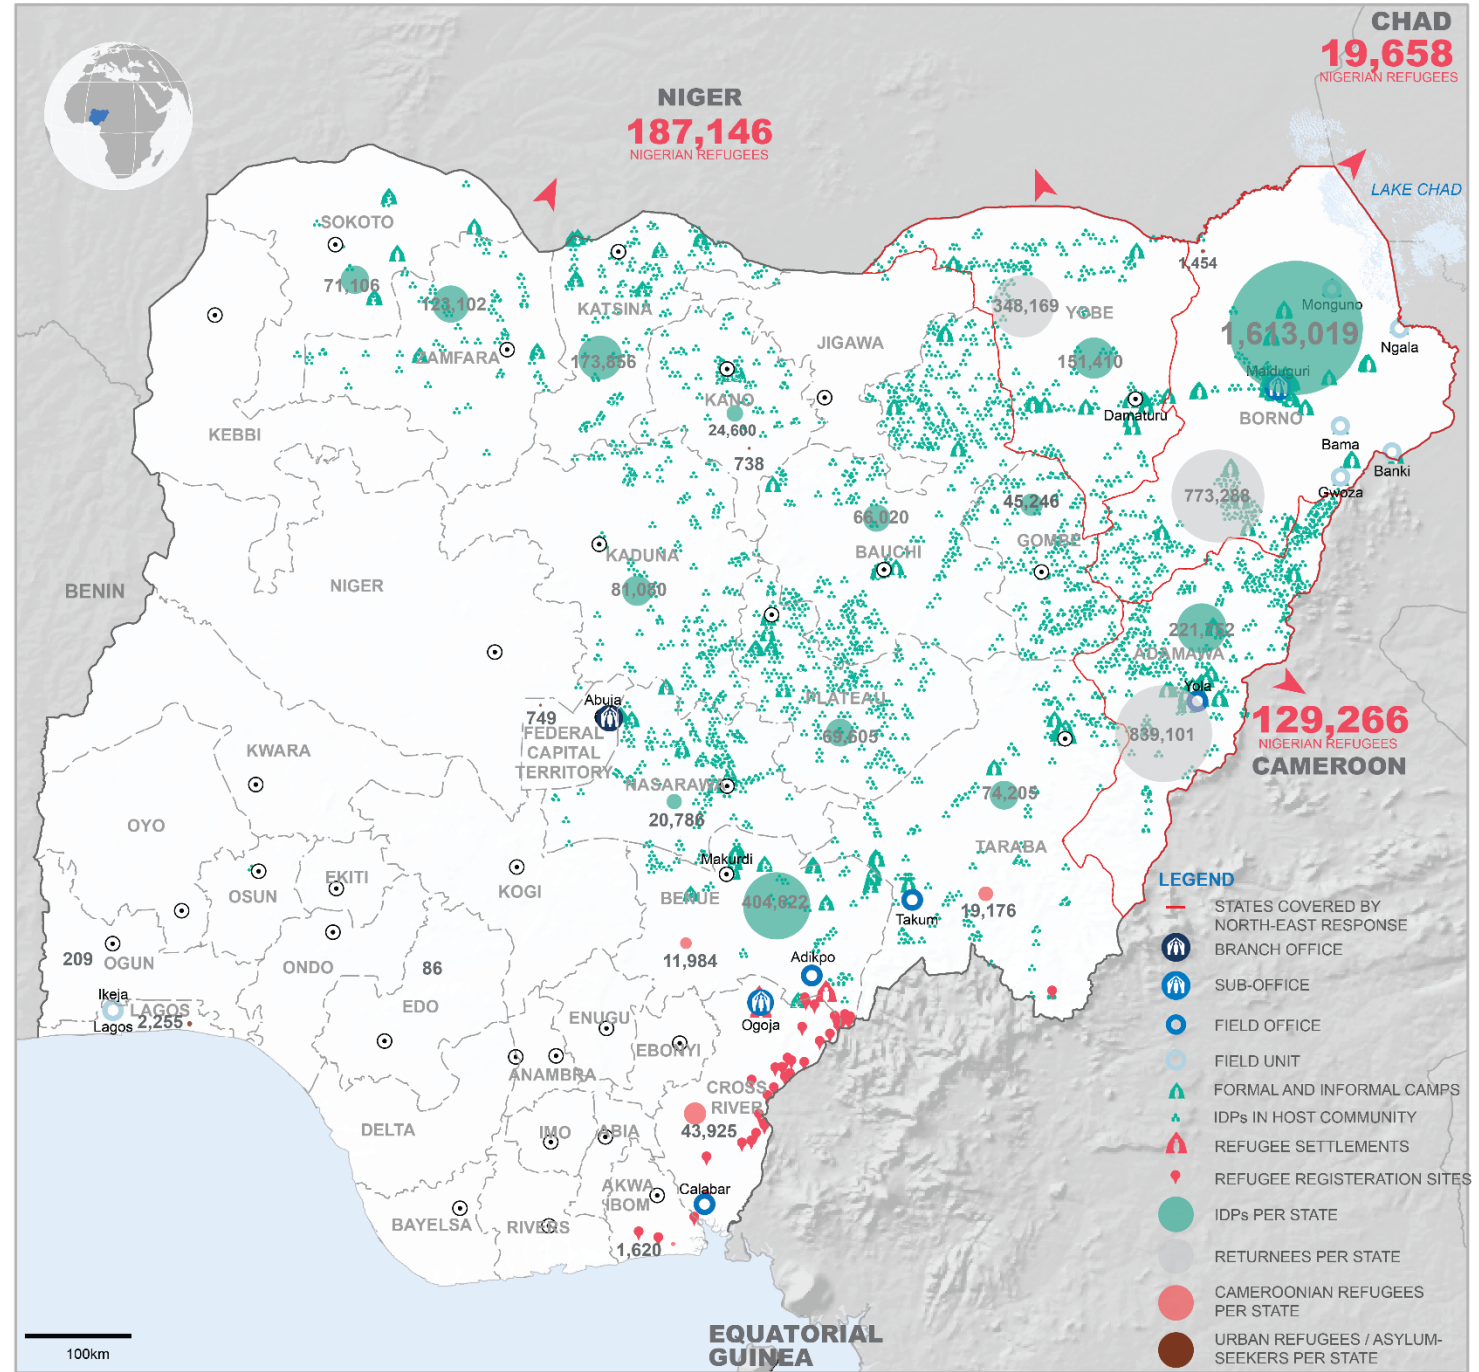 CHAD
19,658
NIGERIAN REFUGEES
NIGER
187,146
NIGERIAN REFUGEES
LAKE CHAD
SOKOTO
71,106
123,102
ZAMFARA
KATSINA
173,856
KEBBI
KANO
24,600
738
JIGAWA
348,169
YOBE
151,410
Damaturu
1,454
Monguno
1,613,019
Ngala
Maiduguri
BORNO
Bama
Banki
Gwoza
773,288
45,246
GOMBE
66,020
BAUCHI
KADUNA
81,080
BENIN
NIGER
221,752
ADAMAWA
Yola
839,101
129,266
NIGERIAN REFUGEES
CAMEROON
PLATEAU
69,605
Abuja
749
FEDERAL
CAPITAL
TERRITORY
NASARAWA
20,786
KWARA
OYO
74,205
TARABA
19,176
Takum
Makurdi
BENUE
404,622
11,984
Adikpo
Ogoja
KOGI
EKITI
OSUN
209
OGUN
ONDO
86
EDO
Ikeja
LAGOS
Lagos
2,255
ENUGU
EBONYI
ANAMBRA
CROSS
RIVER
43,925
DELTA
IMO
ABIA
AKWA
IBOM
Calabar
BAYELSA
RIVERS
1,620
EQUATORIAL
GUINEA
100km
LEGEND
STATES COVERED BY
NORTH-EAST RESPONSE
BRANCH OFFICE
SUB-OFFICE
FIELD OFFICE
FIELD UNIT
FORMAL AND INFORMAL CAMPS
IDPs IN HOST COMMUNITY
REFUGEE SETTLEMENTS
REFUGEE REGISTERATION SITES
IDPs PER STATE
RETURNEES PER STATE
CAMEROONIAN REFUGEES
PER STATE
URBAN REFUGEES / ASYLUM-
SEEKERS PER STATE